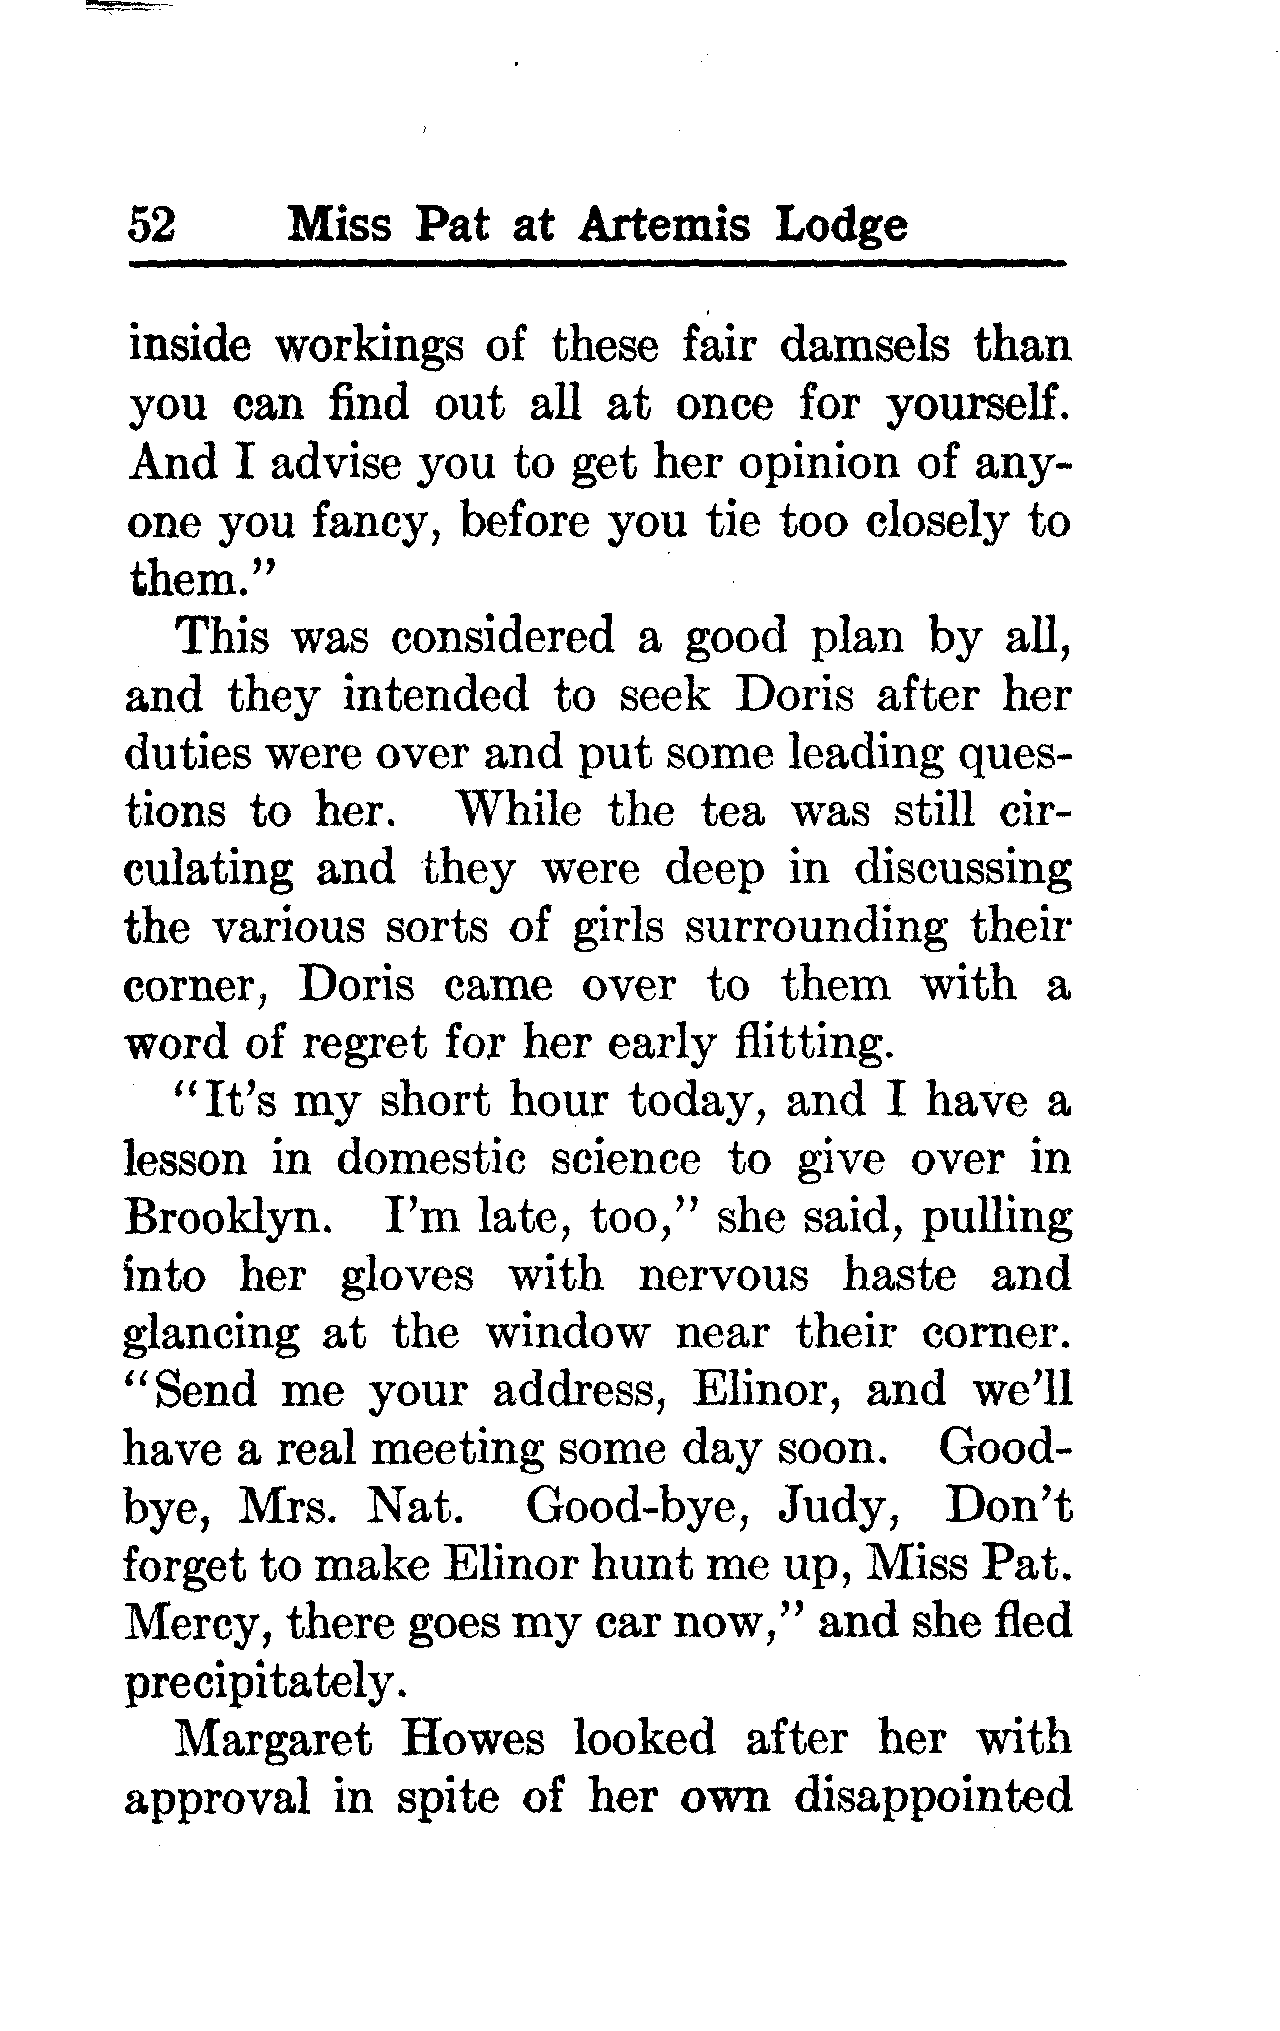 52 Miss Pat at Artemis Lodge
inside workings of these fair damsels than
you can find out all at once for yourself.
And I advise you to get her opinion of any-
one you fancy, before you tie too closely to
them."
This was considered a good plan by all,
and they intended to seek Doris after her
duties were over and put some leading ques-
tions to her. While the tea was still cir-
culating and they were deep in discussing
the various sorts of girls surrounding their
corner, Doris came over to them with a
word of regret for her early flitting.
"It's my short hour today, and I have a
lesson in domestic science to give over in
Brooklyn. I'm late, too," she said, pulling
into her gloves with nervous haste and
glancing at the window near their corner.
"Send me your address, Elinor, and we'll
have a real meeting some day soon. Good-
bye, Mrs. Nat. Good-bye, Judy, Don't
forget to make Elinor hunt me up, Miss Pat.
Mercy, there goes my car now," and she fled
precipitately.
Margaret Howes looked after her with
approval in spite of her own disappointed